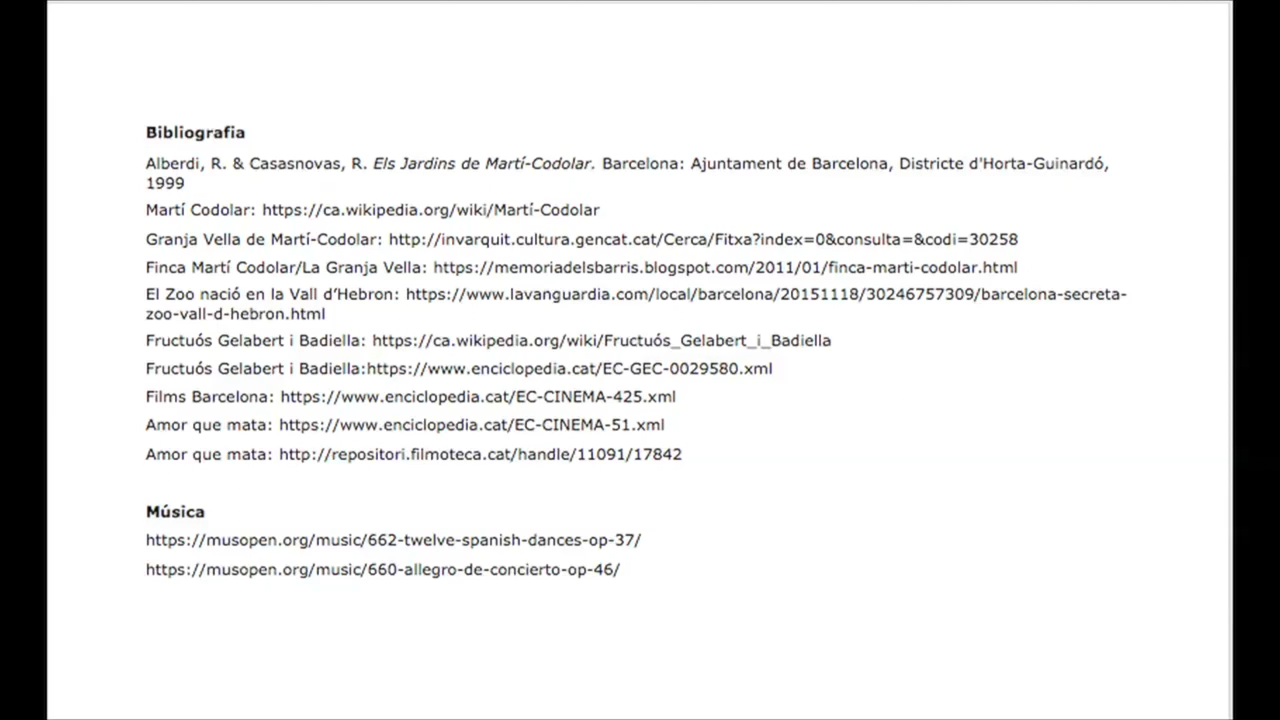 Bibliografia
Alberdi, R. & Casasnovas, R. Els Jardins de Martí-Codolar. Barcelona: Ajuntament de Barcelona, Districte d'Horta-Guinardó,
1999
Martí Codolar: https://ca.wikipedia.org/wiki/Martí-Codolar
Granja Vella de Martí-Codolar: http://invarquit.cultura.gencat.cat/Cerca/Fitxa?index=0&consulta=&codi=30258
Finca Martí Codolar/La Granja Vella: https://memoriadelsbarris.blogspot.com/2011/01/finca-marti-codolar.html
El Zoo nació en la Vall d’Hebron: https://www.lavanguardia.com/local/barcelona/20151118/30246757309/barcelona-secreta-
zoo-vall-d-hebron.html
Fructuós Gelabert i Badiella: https://ca.wikipedia.org/wiki/Fructuós_Gelabert_i_Badiella
Fructuós Gelabert i Badiella:https://www.enciclopedia.cat/EC-GEC-0029580.xml
Films Barcelona: https://www.enciclopedia.cat/EC-CINEMA-425.xml
Amor que mata: https://www.enciclopedia.cat/EC-CINEMA-51.xml
Amor que mata: http://repositori.filmoteca.cat/handle/11091/17842
Música
https://musopen.org/music/662-twelve-spanish-dances-op-37/
https://musopen.org/music/660-allegro-de-concierto-op-46/